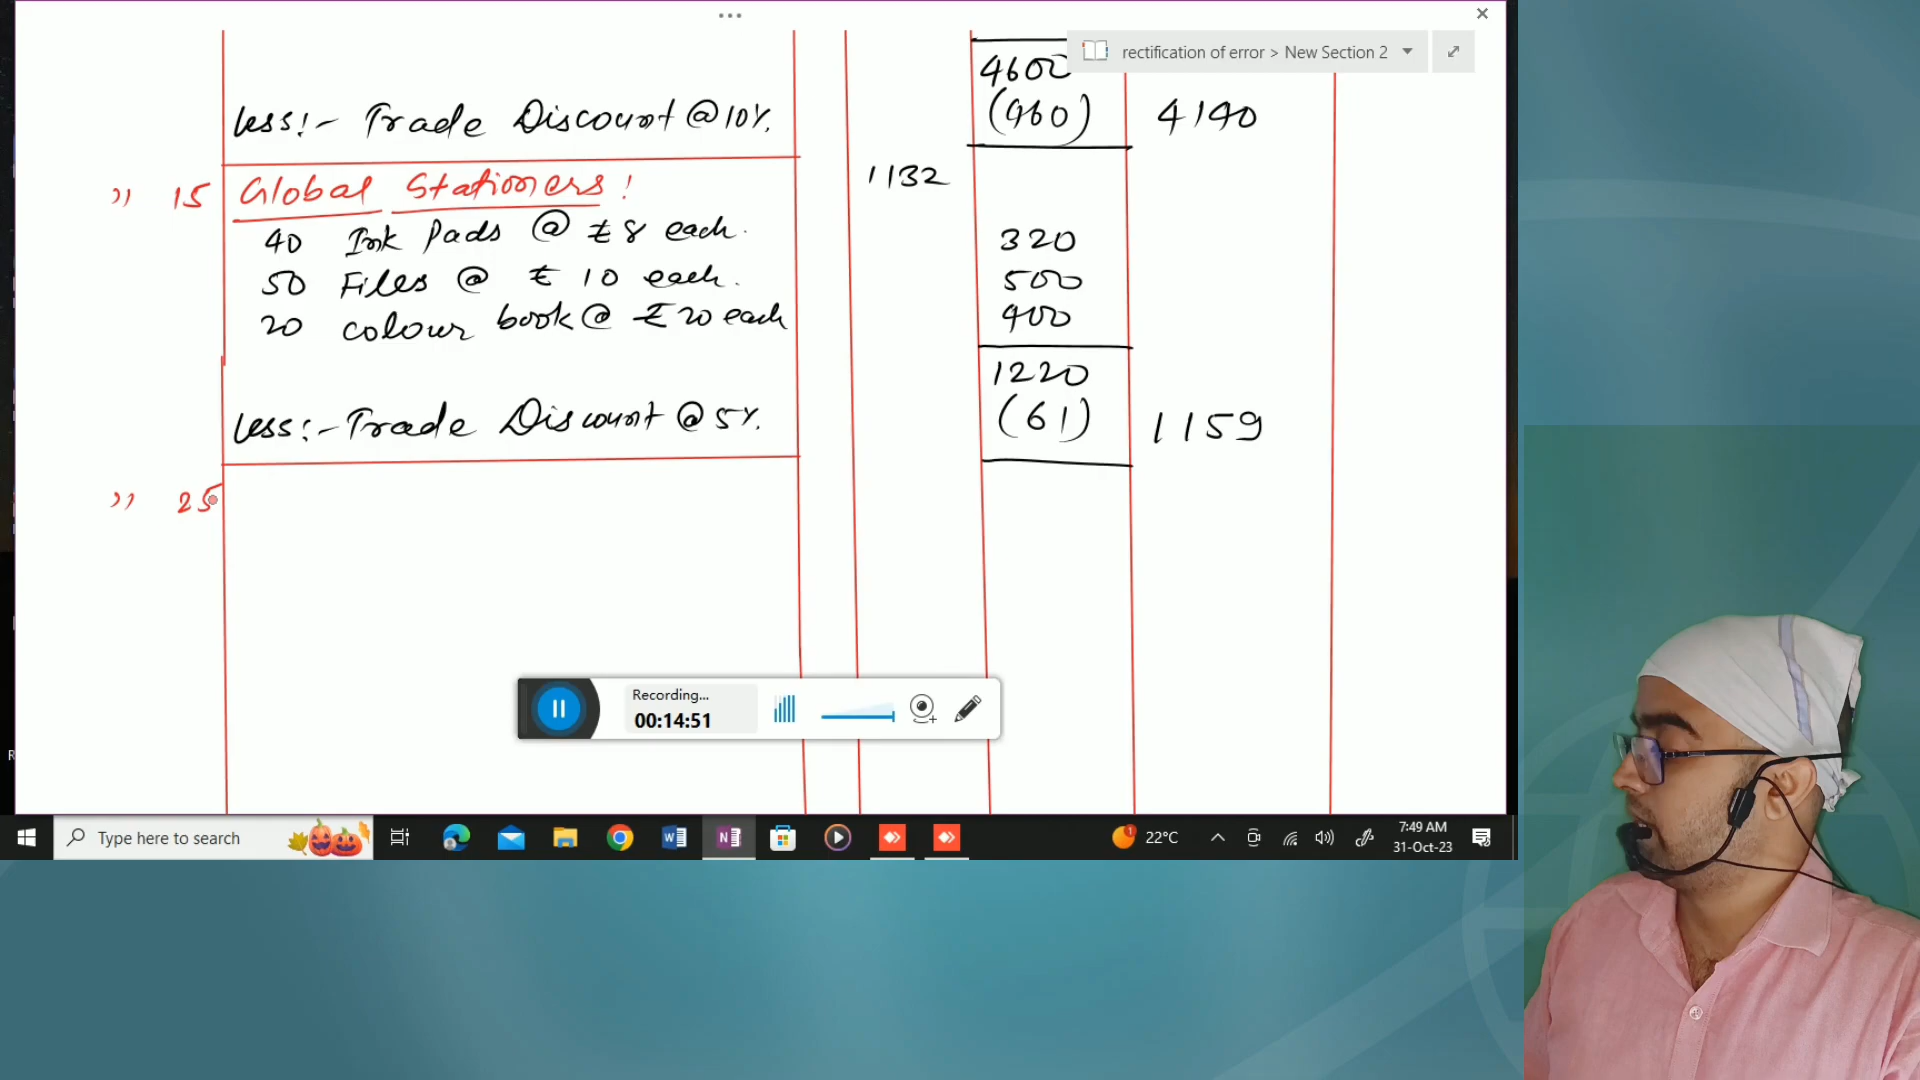 rectification of error > New Section 2
4600
Less:- Trade Discount @ 10%.
(460)
4140
" 15
Global Stationers:
1132
40 Ink Pads @ ₹ 8 each.
320
50 Files @ ₹ 10 each.
500
20 colour book @ ₹ 20 each
400
1220
Less:- Trade Discount @ 5%.
(61)
1159
" 25
Recording...
00:14:51
Type here to search
22°C
7:49 AM
31-Oct-23